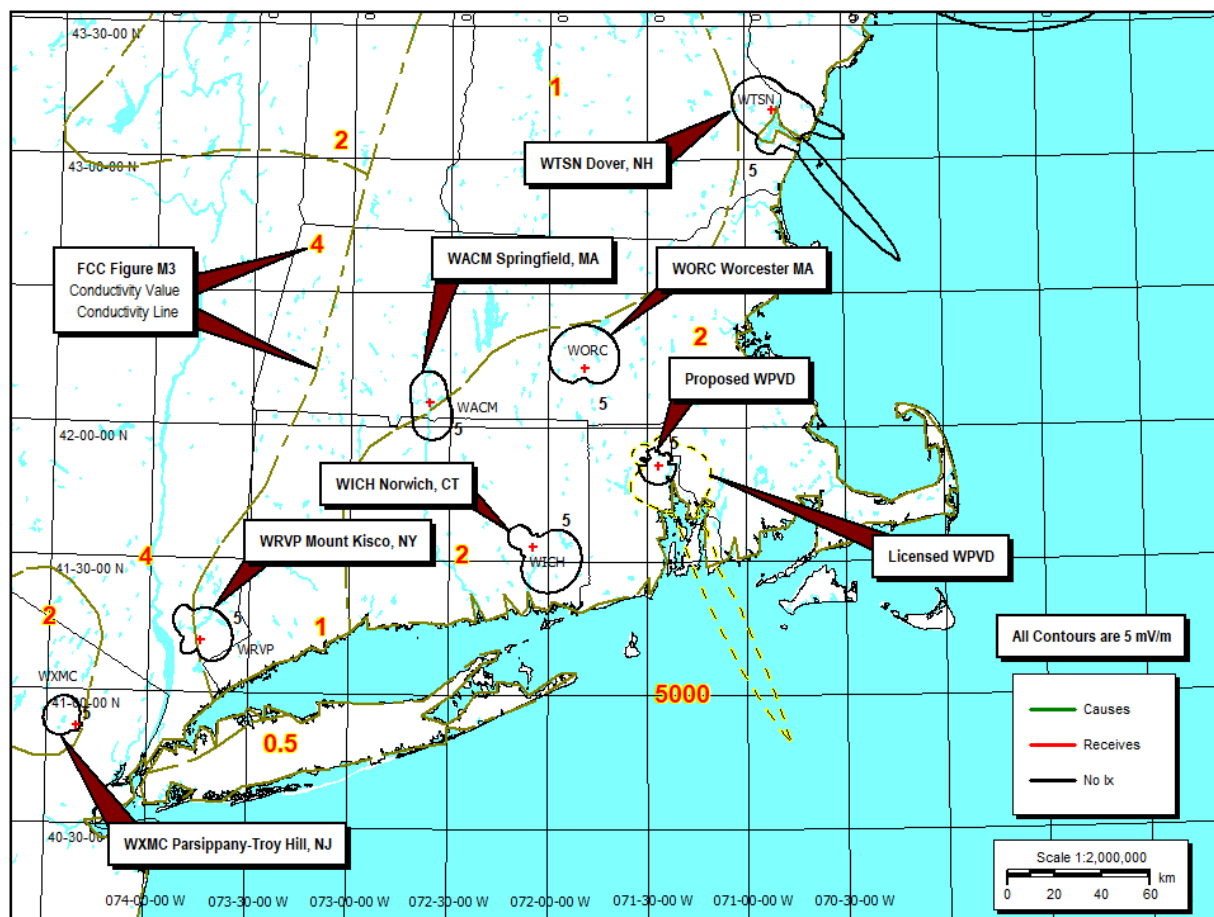 43-30-00 N
1
WTSN
2
WTSN Dover, NH
43-00-00 N
5
4
FCC Figure M3
Conductivity Value
Conductivity Line
WACM Springfield, MA
WORC Worcester MA
2
WORC
Proposed WPVD
WACM
5
5
42-00-00 N
5
WICH Norwich, CT
5
WRVP Mount Kisco, NY
4
2
WICH
Licensed WPVD
41-30-00 N
2
5
1
WRVP
All Contours are 5 mV/m
WXMC
5000
41-00-00 N
5
0.5
Causes
Receives
No Ix
40-30-00
WXMC Parsippany-Troy Hill, NJ
Scale 1:2,000,000
km
0 20 40 60
074-00-00 W 073-30-00 W 073-00-00 W 072-30-00 W 072-00-00 W 071-30-00 W 071-00-00 W 070-30-00 W